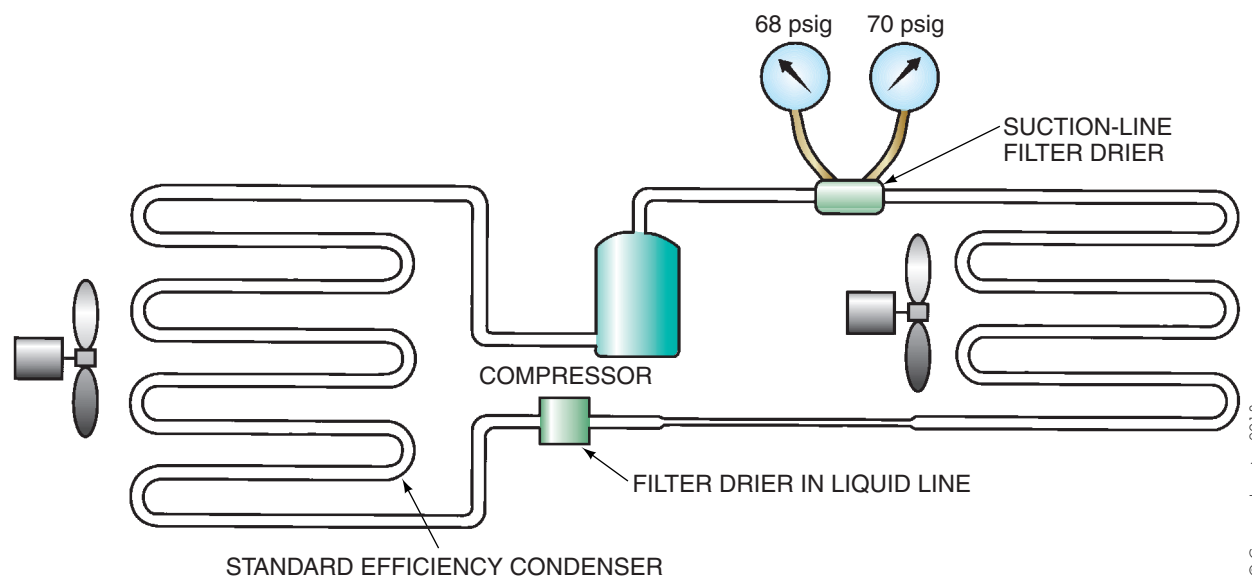 68 psig
70 psig
SUCTION-LINE
FILTER DRIER
COMPRESSOR
FILTER DRIER IN LIQUID LINE
STANDARD EFFICIENCY CONDENSER